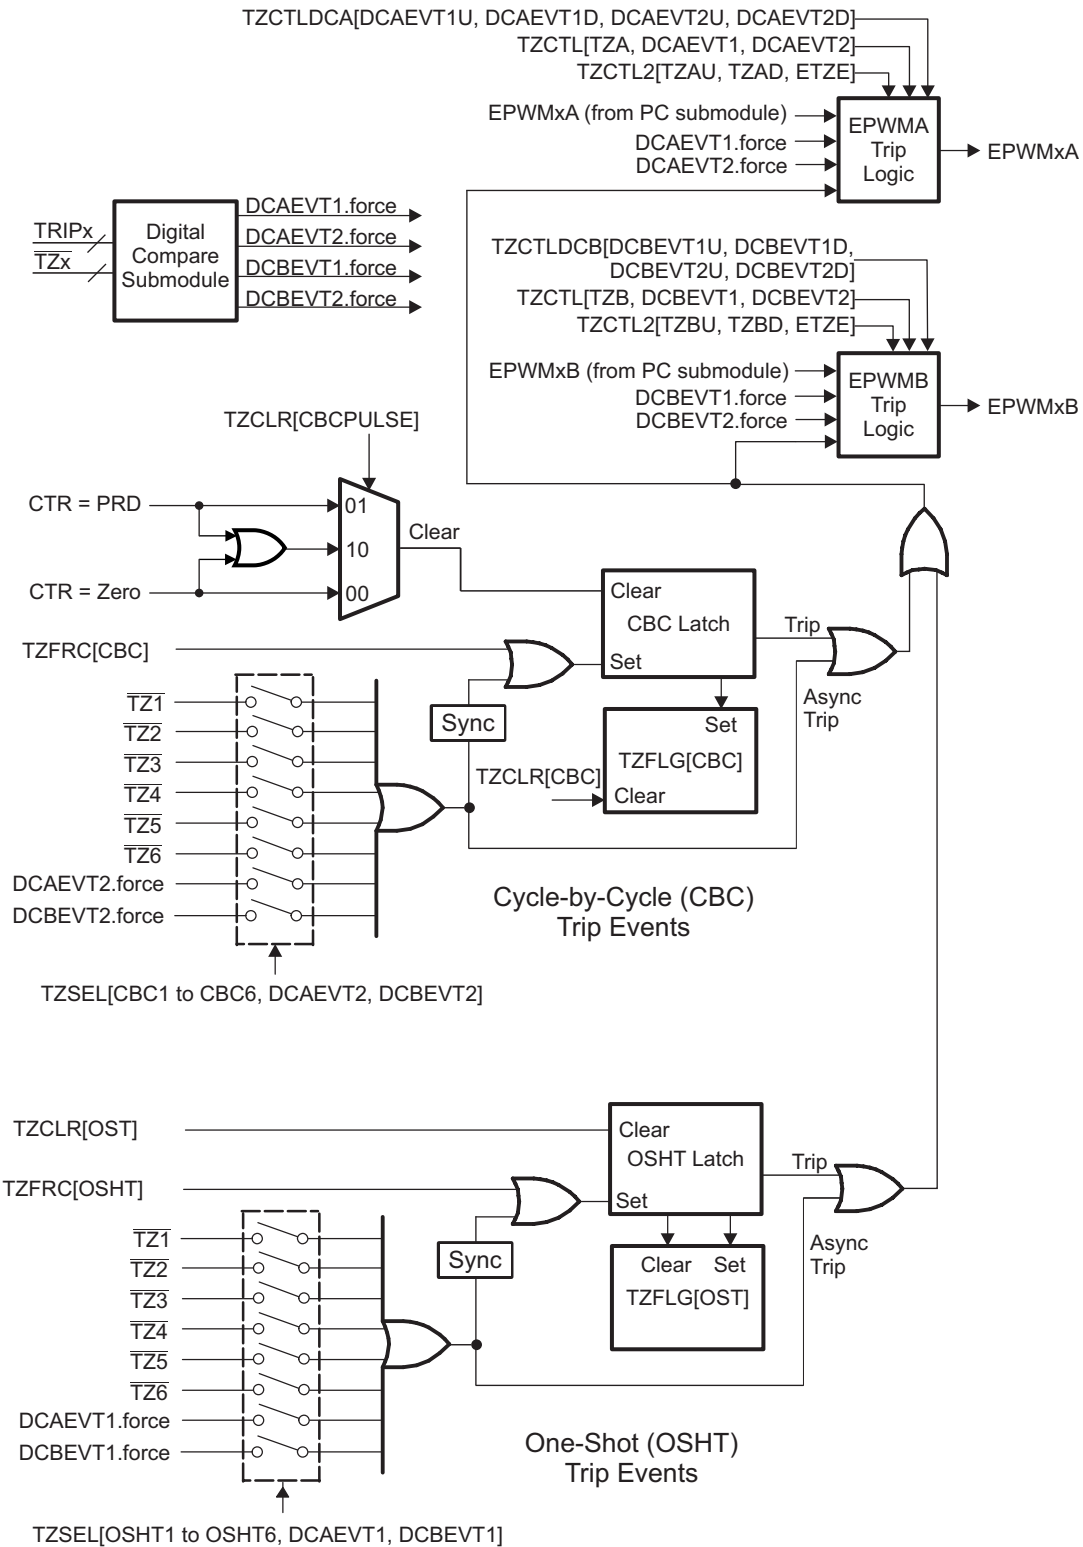 TZCTLDCA[DCAEVT1U, DCAEVT1D, DCAEVT2U, DCAEVT2D]
TZCTL[TZA, DCAEVT1, DCAEVT2]
TZCTL2[TZAU, TZAD, ETZE]
EPWMxA (from PC submodule)
DCAEVT1.force
DCAEVT2.force
EPWMA
Trip
Logic
EPWMxA
TRIPx
TZx
Digital
Compare
Submodule
DCAEVT1.force
DCAEVT2.force
DCBEVT1.force
DCBEVT2.force
TZCTLDCB[DCBEVT1U, DCBEVT1D,
DCBEVT2U, DCBEVT2D]
TZCTL[TZB, DCBEVT1, DCBEVT2]
TZCTL2[TZBU, TZBD, ETZE]
EPWMxB (from PC submodule)
DCBEVT1.force
DCBEVT2.force
EPWMB
Trip
Logic
EPWMxB
TZCLR[CBCPULSE]
CTR = PRD
CTR = Zero
01
10
00
Clear
Clear
CBC Latch
Set
Trip
Async
Trip
TZFRC[CBC]
Sync
Set
TZFLG[CBC]
Clear
TZCLR[CBC]
TZ1
TZ2
TZ3
TZ4
TZ5
TZ6
DCAEVT2.force
DCBEVT2.force
Cycle-by-Cycle (CBC)
Trip Events
TZSEL[CBC1 to CBC6, DCAEVT2, DCBEVT2]
TZCLR[OST]
TZFRC[OSHT]
Clear
OSHT Latch
Set
Trip
Async
Trip
Sync
Clear Set
TZFLG[OST]
TZ1
TZ2
TZ3
TZ4
TZ5
TZ6
DCAEVT1.force
DCBEVT1.force
One-Shot (OSHT)
Trip Events
TZSEL[OSHT1 to OSHT6, DCAEVT1, DCBEVT1]